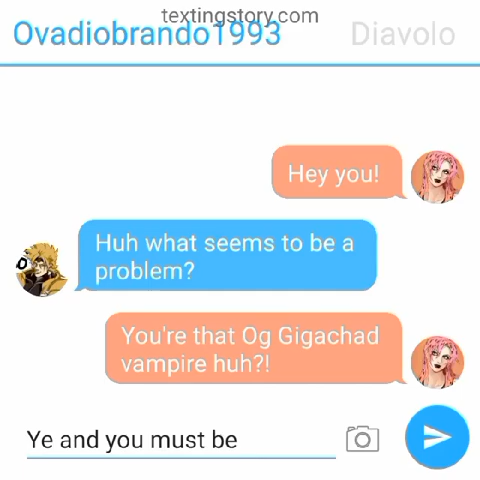 textingstory.com
Ovadiobrando1993 Diavolo
Hey you!
Huh what seems to be a
problem?
You're that Og Gigachad
vampire huh?!
Ye and you must be